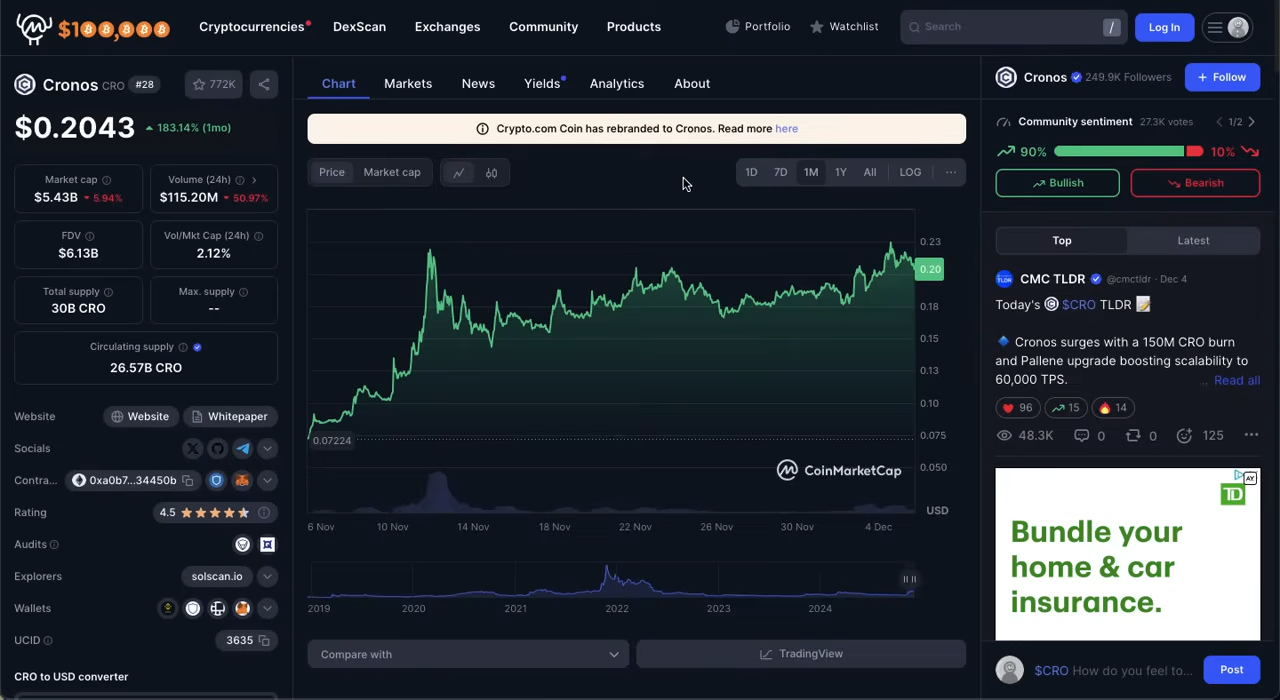 $1₿₿,₿₿₿
Cryptocurrencies DexScan Exchanges Community Products Portfolio Watchlist Search / Log In
Cronos CRO #28 772K
$0.2043 183.14% (1mo)
Market cap
$5.43B 5.94%
Volume (24h)
$115.20M 50.97%
FDV
$6.13B
Vol/Mkt Cap (24h)
2.12%
Total supply
30B CRO
Max. supply
--
Circulating supply
26.57B CRO
Website Website Whitepaper
Socials
Contra... 0xa0b7...34450b
Rating 4.5
Audits
Explorers solscan.io
Wallets
UCID 3635
CRO to USD converter
Chart Markets News Yields Analytics About
Crypto.com Coin has rebranded to Cronos. Read more here
Price Market cap 1D 7D 1M 1Y All LOG ...
0.23
0.20
0.18
0.15
0.13
0.10
0.075
0.050
0.07224
CoinMarketCap
USD
6 Nov 10 Nov 14 Nov 18 Nov 22 Nov 26 Nov 30 Nov 4 Dec
2019 2020 2021 2022 2023 2024
Compare with TradingView
Cronos 249.9K Followers + Follow
Community sentiment 27.3K votes 1/2
90% 10%
Bullish Bearish
Top Latest
TLDR
CMC TLDR @cmctldr · Dec 4
Today's $CRO TLDR 📝
🔹 Cronos surges with a 150M CRO burn
and Pallene upgrade boosting scalability to
60,000 TPS. ... Read all
96 15 14
48.3K 0 0 125 ...
AY
TD
Bundle your
home & car
insurance.
$CRO How do you feel to... Post